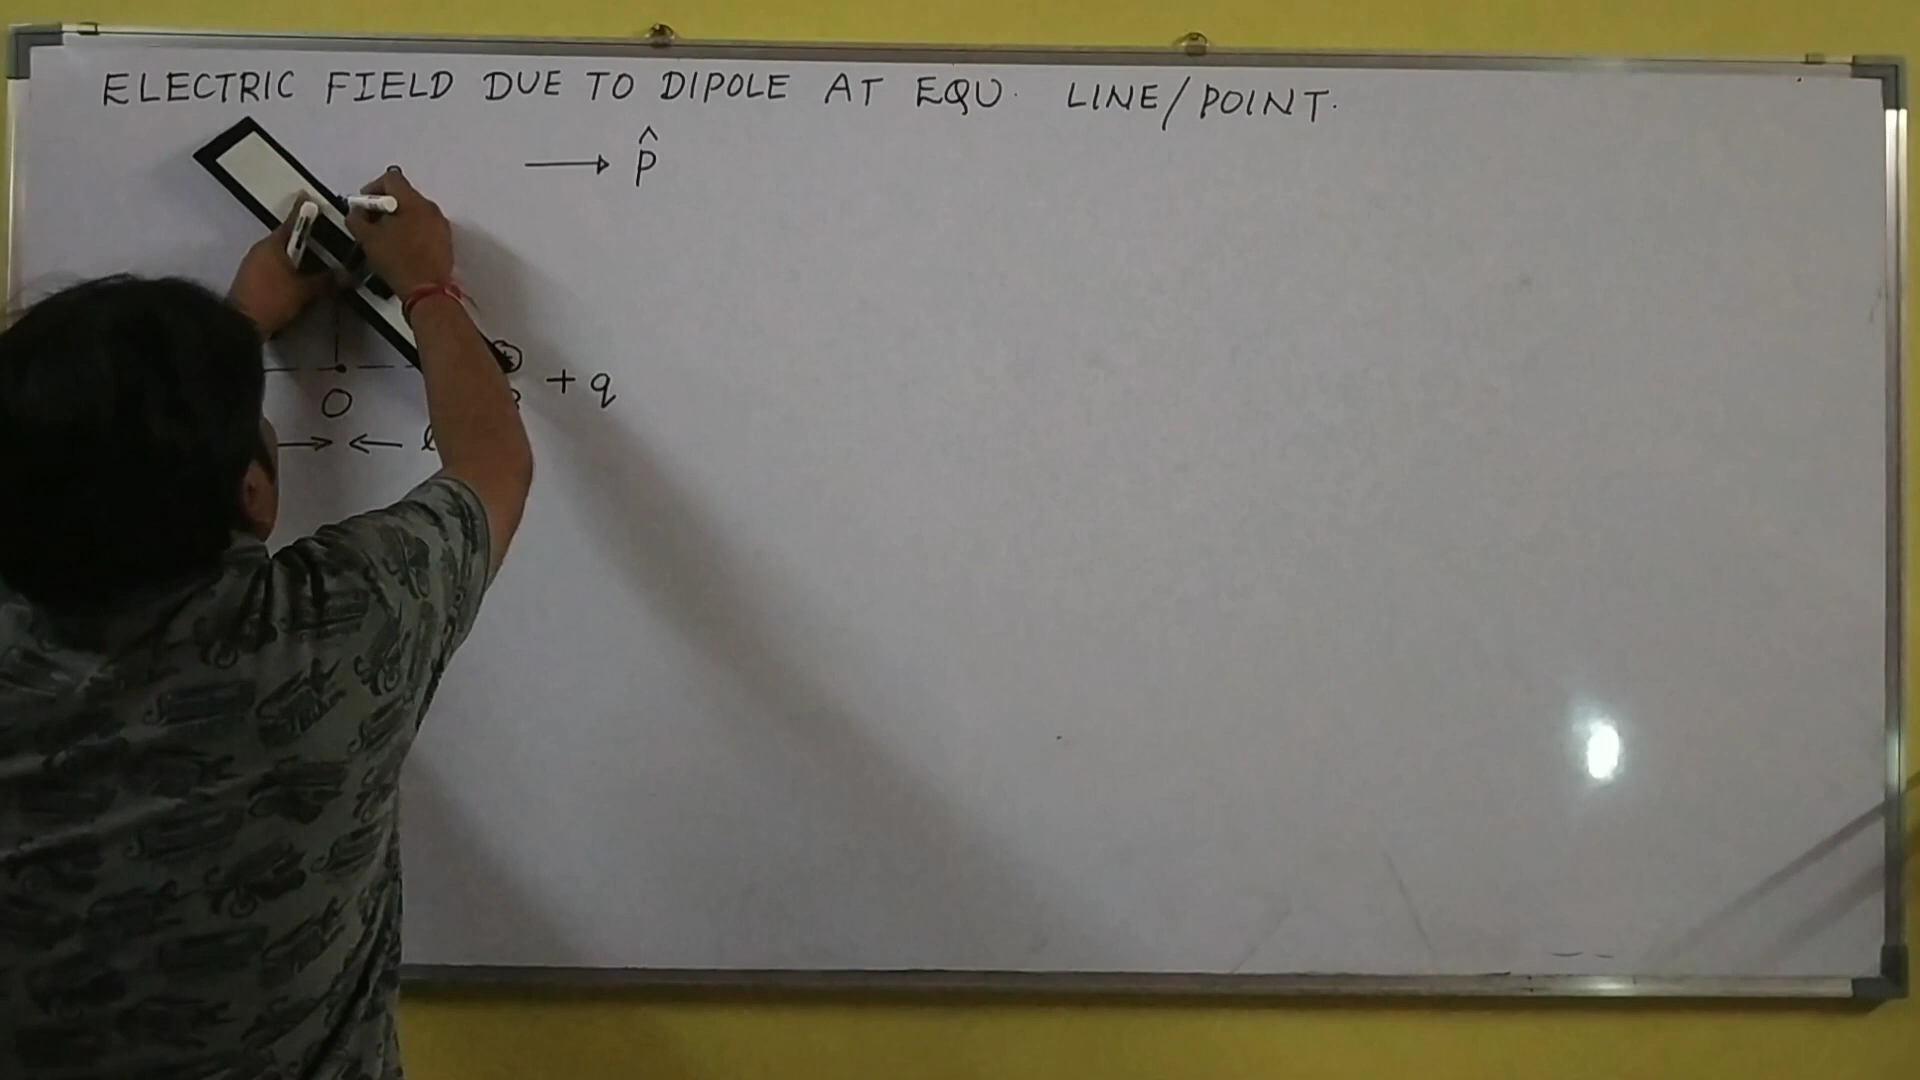 ELECTRIC FIELD DUE TO DIPOLE AT EQU. LINE/POINT.
→ p̂
+ q
O
→ ← l